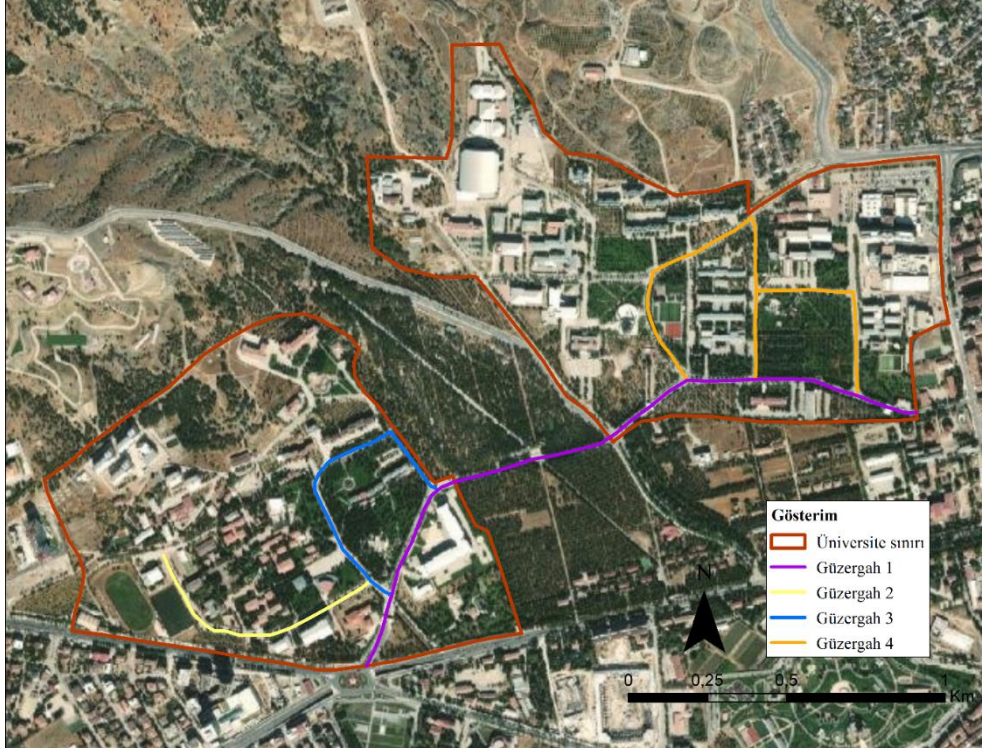 N
Gösterim
Üniversite sınırı
Güzergah 1
Güzergah 2
Güzergah 3
Güzergah 4
0 0,25 0,5 1
Km